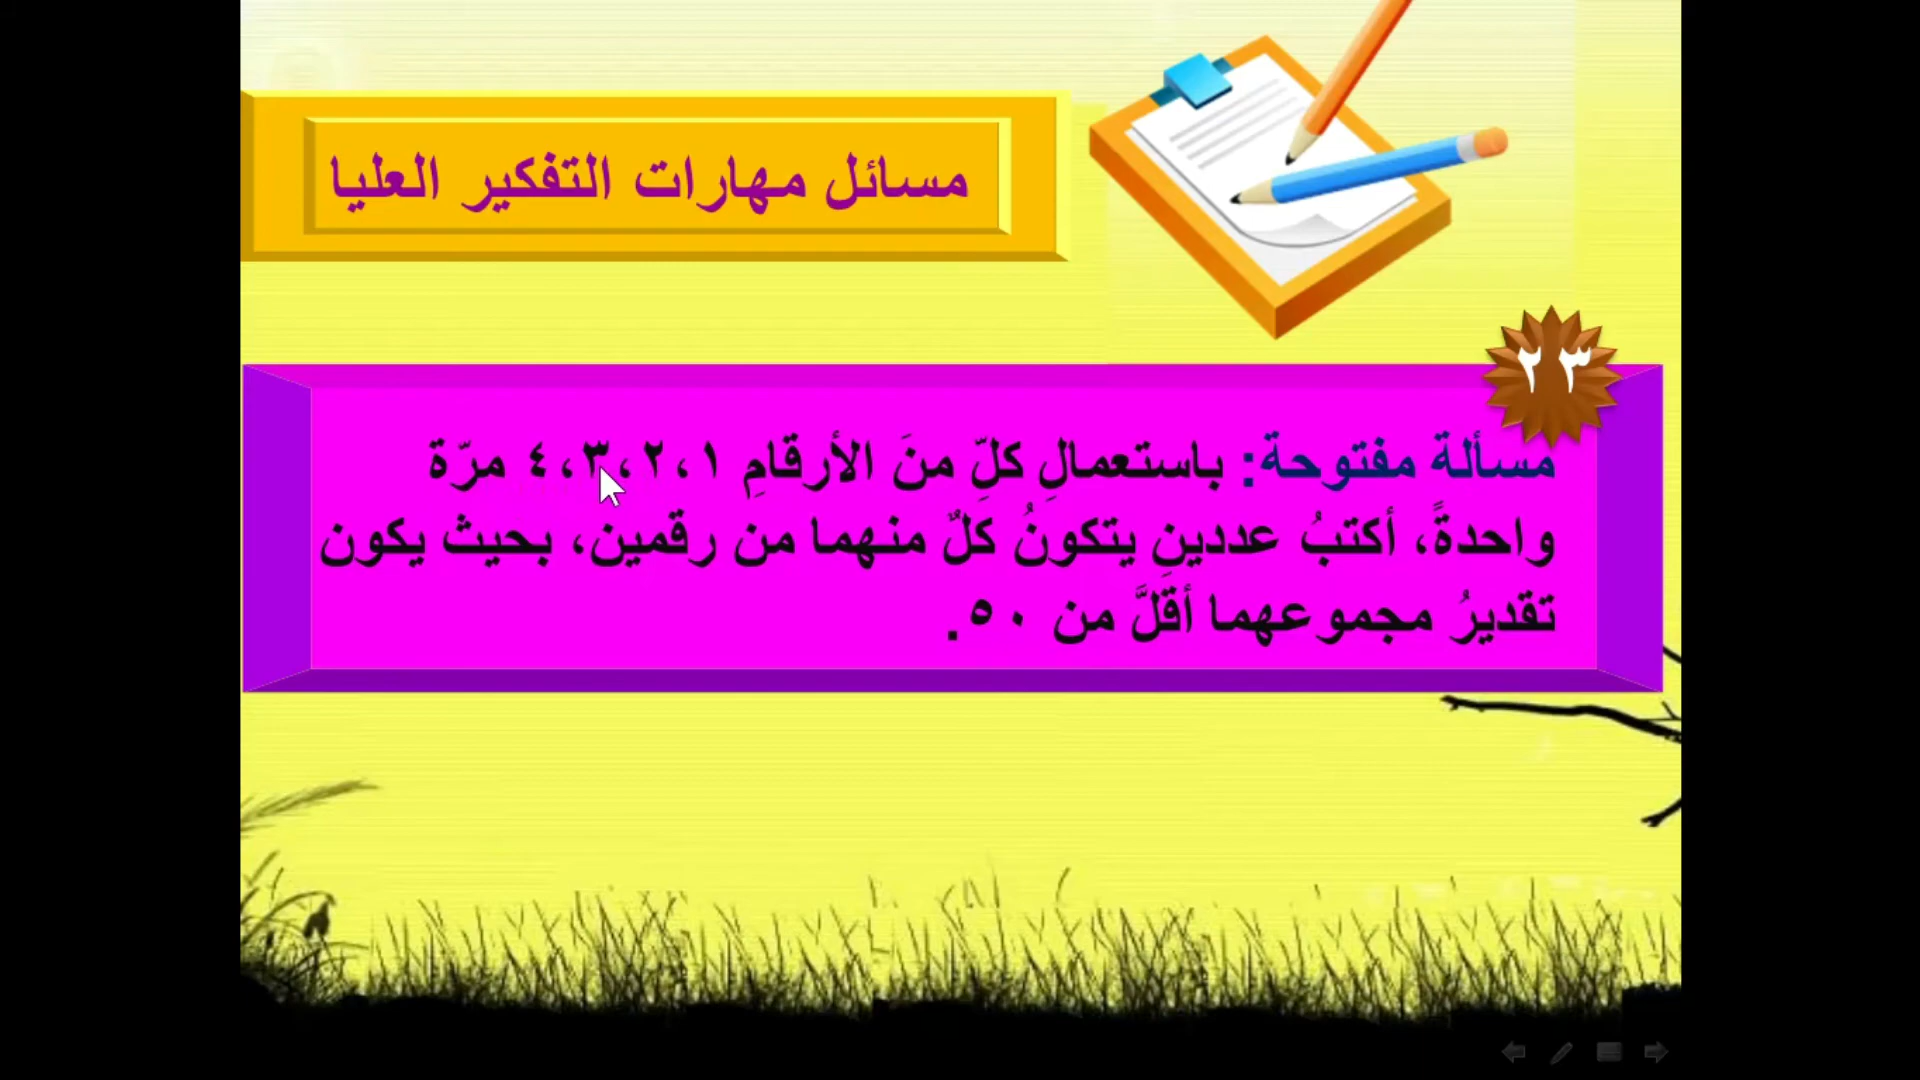 مسائل مهارات التفكير العليا
٢٣
مسألة مفتوحة: باستعمالِ كلِّ منَ الأرقامِ ١،٢،٣،٤ مرّة
واحدةً، أكتبُ عددينِ يتكونُ كلٌ منهما من رقمين، بحيث يكون
تقديرُ مجموعهما أقلَّ من ٥٠.